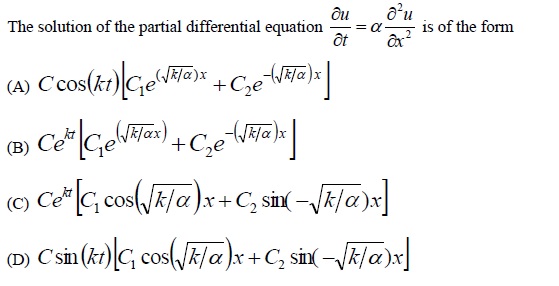 The solution of the partial differential equation ∂u/∂t = α ∂²u/∂x² is of the form
(A) C cos(kt)[C₁e^{(√k/α)x} + C₂e^{-(√k/α)x}]
(B) Ce^{kt}[C₁e^{(√k/αx)} + C₂e^{-(√k/α)x}]
(C) Ce^{kt}[C₁ cos(√k/α)x + C₂ sin(-√k/α)x]
(D) C sin(kt)[C₁ cos(√k/α)x + C₂ sin(-√k/α)x]